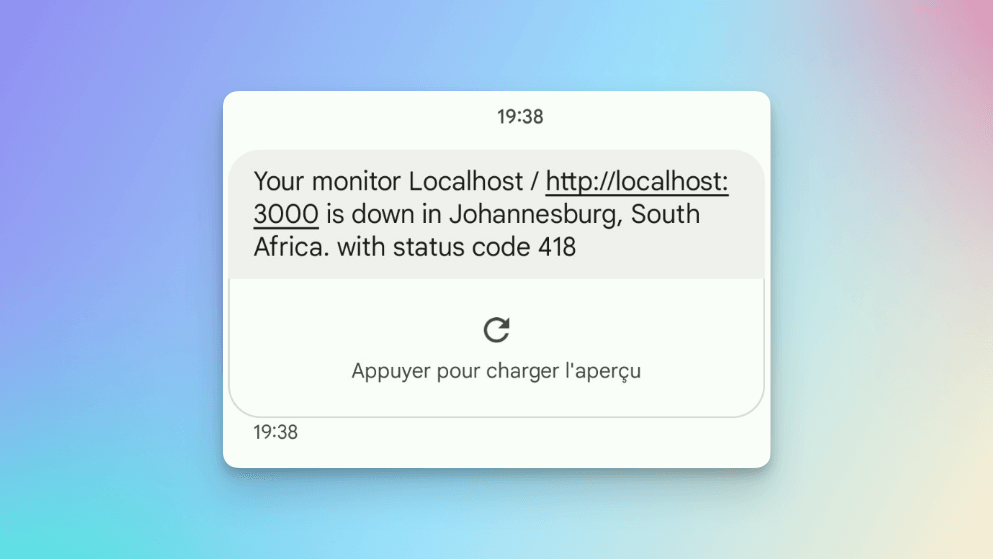 19:38
Your monitor Localhost / http://localhost:
3000 is down in Johannesburg, South
Africa. with status code 418
Appuyer pour charger l'aperçu
19:38